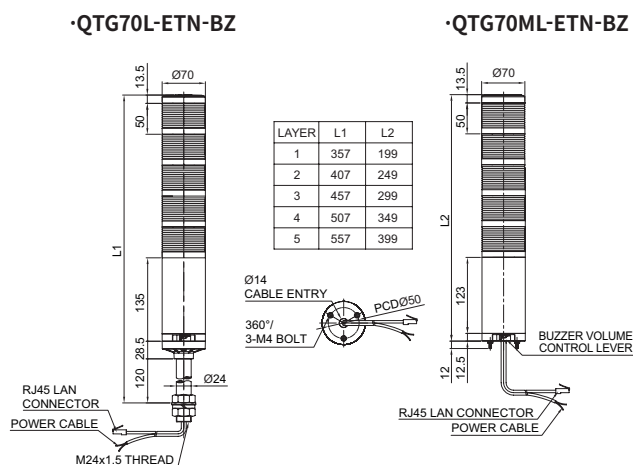 ·QTG70L-ETN-BZ
Ø70
13.5
50
L1
135
28.5
120
Ø24
RJ45 LAN
CONNECTOR
POWER CABLE
M24x1.5 THREAD
LAYER L1 L2
1 357 199
2 407 249
3 457 299
4 507 349
5 557 399
Ø14
CABLE ENTRY
PCDØ50
360°/
3-M4 BOLT
·QTG70ML-ETN-BZ
Ø70
13.5
50
L2
123
12
12.5
BUZZER VOLUME
CONTROL LEVER
RJ45 LAN CONNECTOR
POWER CABLE